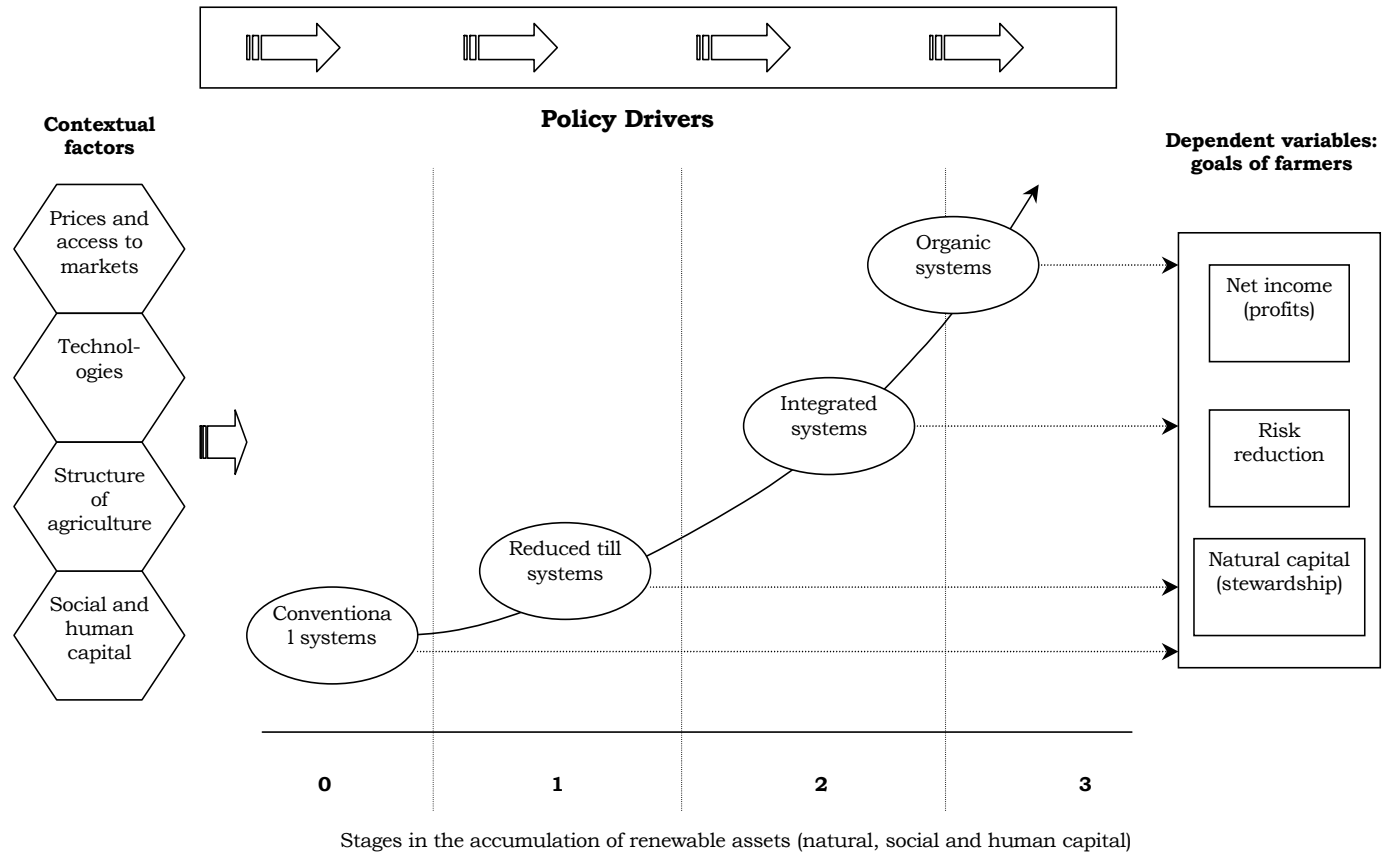 Policy Drivers
Contextual
factors
Prices and
access to
markets
Technol-
ogies
Structure
of
agriculture
Social and
human
capital
Conventiona
l systems
Reduced till
systems
Integrated
systems
Organic
systems
Dependent variables:
goals of farmers
Net income
(profits)
Risk
reduction
Natural capital
(stewardship)
0
1
2
3
Stages in the accumulation of renewable assets (natural, social and human capital)